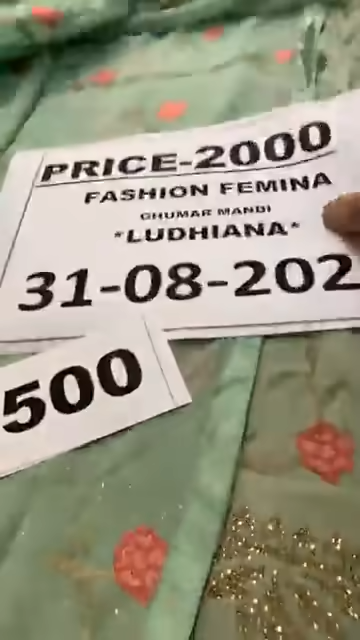 PRICE-2000
FASHION FEMINA
GHUMAR MANDI
*LUDHIANA*
31-08-202
500